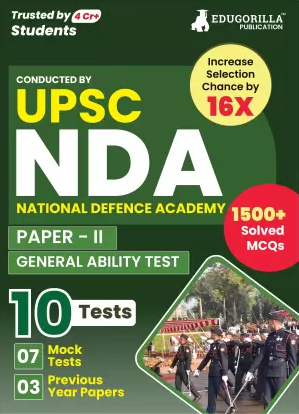 Trusted by 4 Cr+
Students
EDUGORILLA
PUBLICATION
Increase
Selection
Chance by
16X
CONDUCTED BY
UPSC
NDA
NATIONAL DEFENCE ACADEMY
1500+
Solved
MCQs
PAPER - II
GENERAL ABILITY TEST
10 Tests
07 Mock
Tests
03 Previous
Year Papers